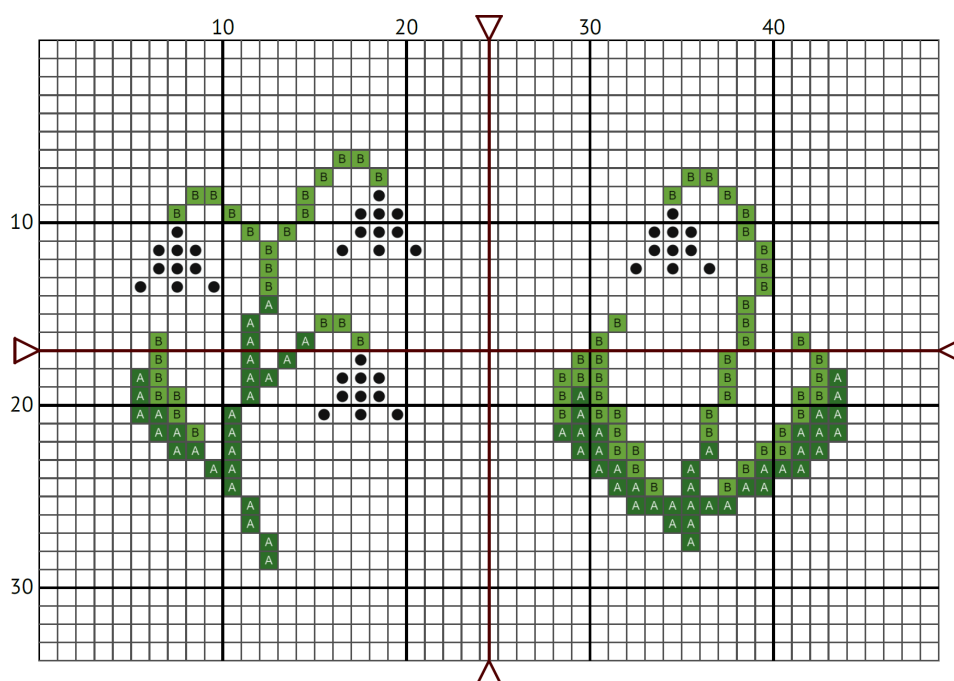 10 20 30 40
B B
B B B B
B B B B B
B B B B
10 B B B
B B
B B
B B
A B
A B B B B
B A A B B B B
B A A B B B B
A B A A B B B B B A
A B B A B A B B B B A
20 A A B A B A B B B B A A
A A B A A A A B B B A A A
A A A A A B B A B B A A
A A A A B A B A A A
A A A B A B A A
A A A A A A A
A A A
A A
A
30